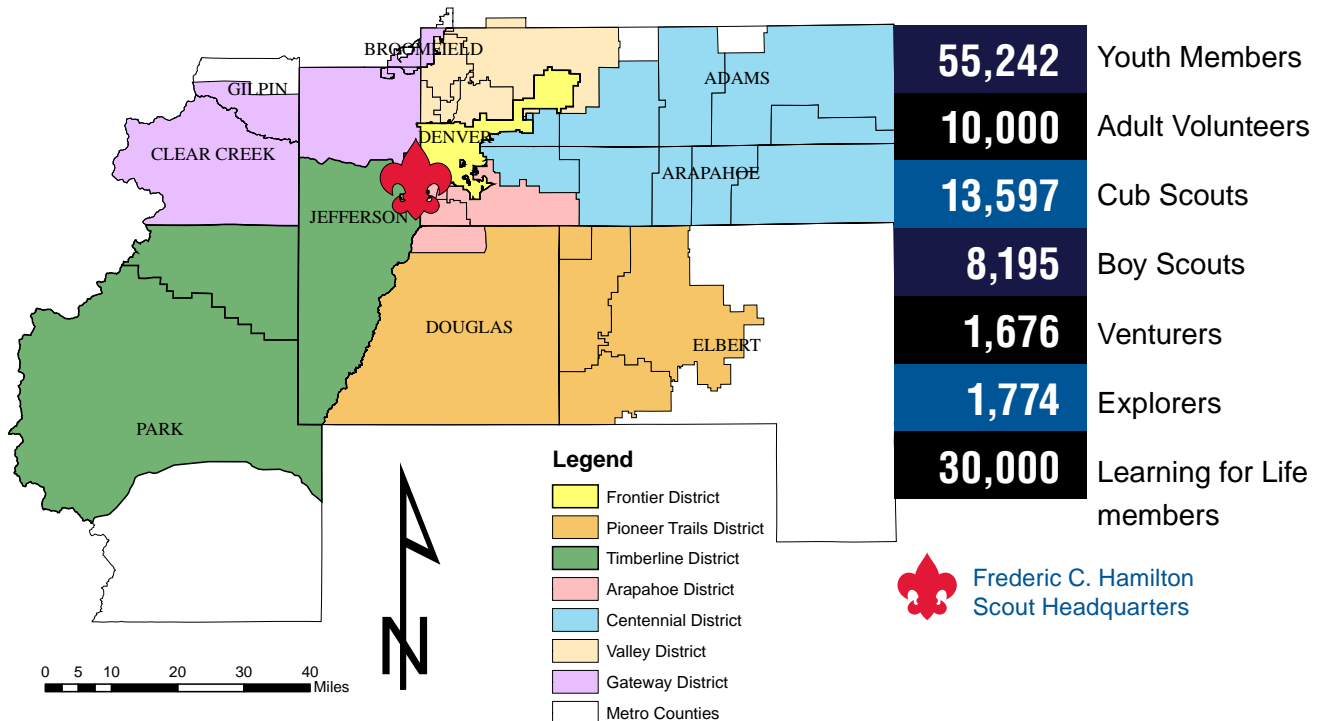 BROOMFIELD
GILPIN
ADAMS
DENVER
CLEAR CREEK
ARAPAHOE
JEFFERSON
DOUGLAS
ELBERT
PARK
55,242 Youth Members
10,000 Adult Volunteers
13,597 Cub Scouts
8,195 Boy Scouts
1,676 Venturers
1,774 Explorers
30,000 Learning for Life
members
Frederic C. Hamilton
Scout Headquarters
Legend
Frontier District
Pioneer Trails District
Timberline District
Arapahoe District
Centennial District
Valley District
Gateway District
Metro Counties
N
0 5 10 20 30 40
Miles